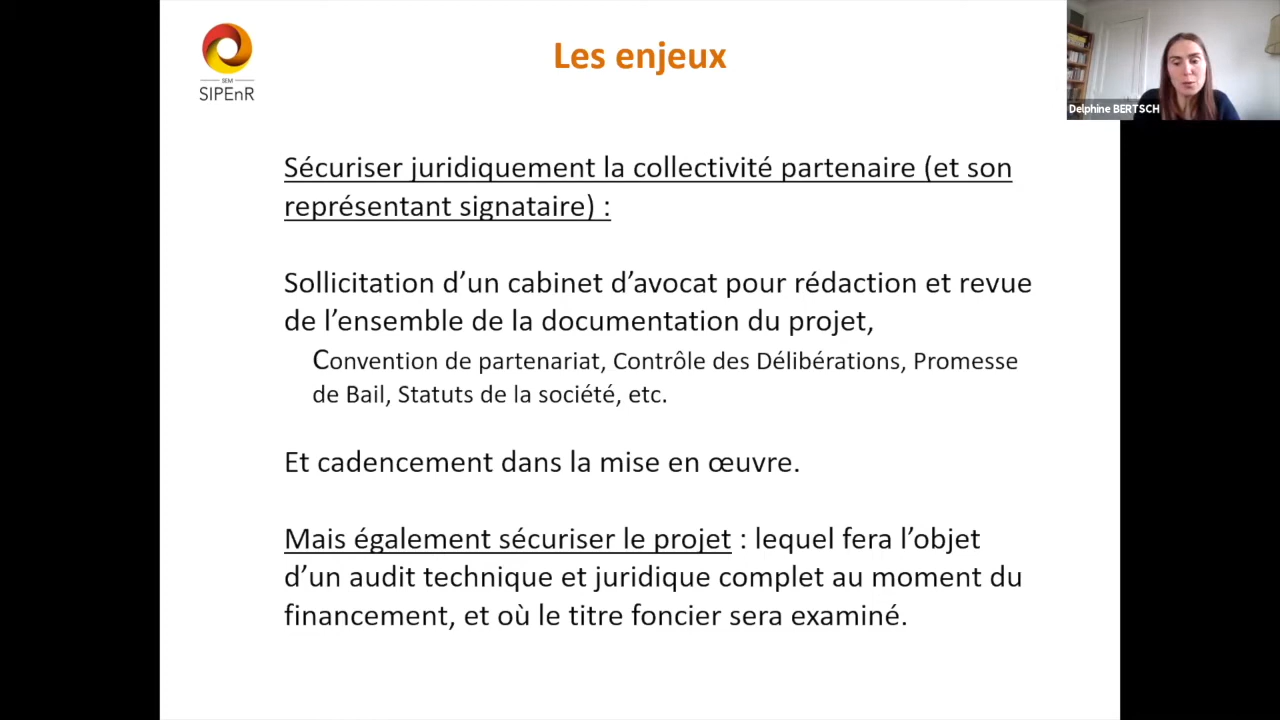 SEM
SIPEnR
Les enjeux
Delphine BERTSCH
Sécuriser juridiquement la collectivité partenaire (et son
représentant signataire) :
Sollicitation d’un cabinet d’avocat pour rédaction et revue
de l’ensemble de la documentation du projet,
Convention de partenariat, Contrôle des Délibérations, Promesse
de Bail, Statuts de la société, etc.
Et cadencement dans la mise en œuvre.
Mais également sécuriser le projet : lequel fera l’objet
d’un audit technique et juridique complet au moment du
financement, et où le titre foncier sera examiné.